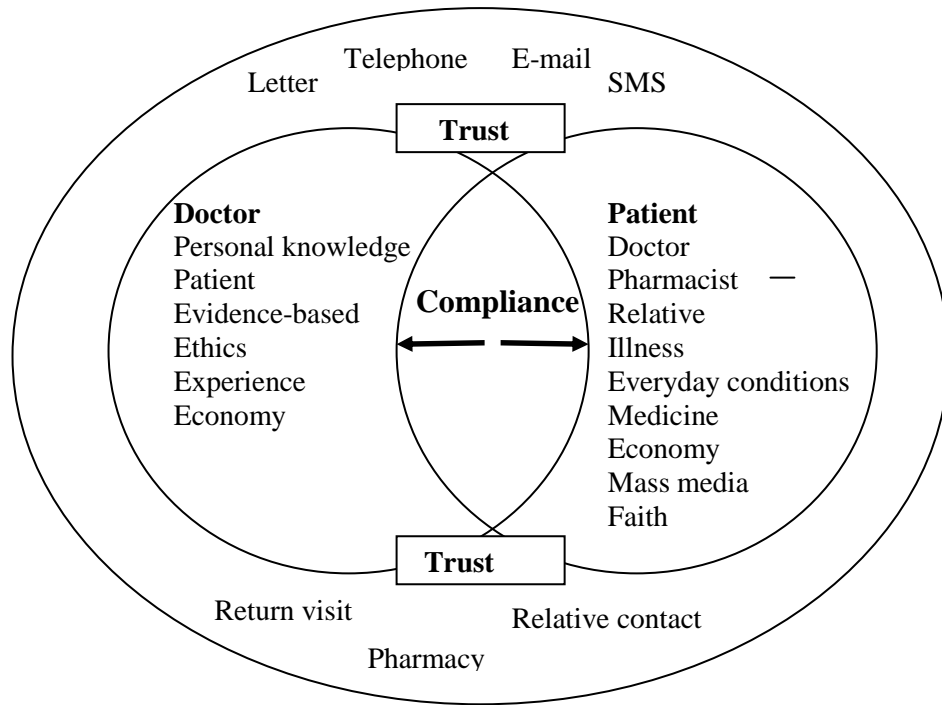 Telephone E-mail
Letter SMS
Trust
Doctor
Personal knowledge
Patient
Evidence-based
Ethics
Experience
Economy
Compliance
Patient
Doctor
Pharmacist —
Relative
Illness
Everyday conditions
Medicine
Economy
Mass media
Faith
Trust
Return visit
Relative contact
Pharmacy